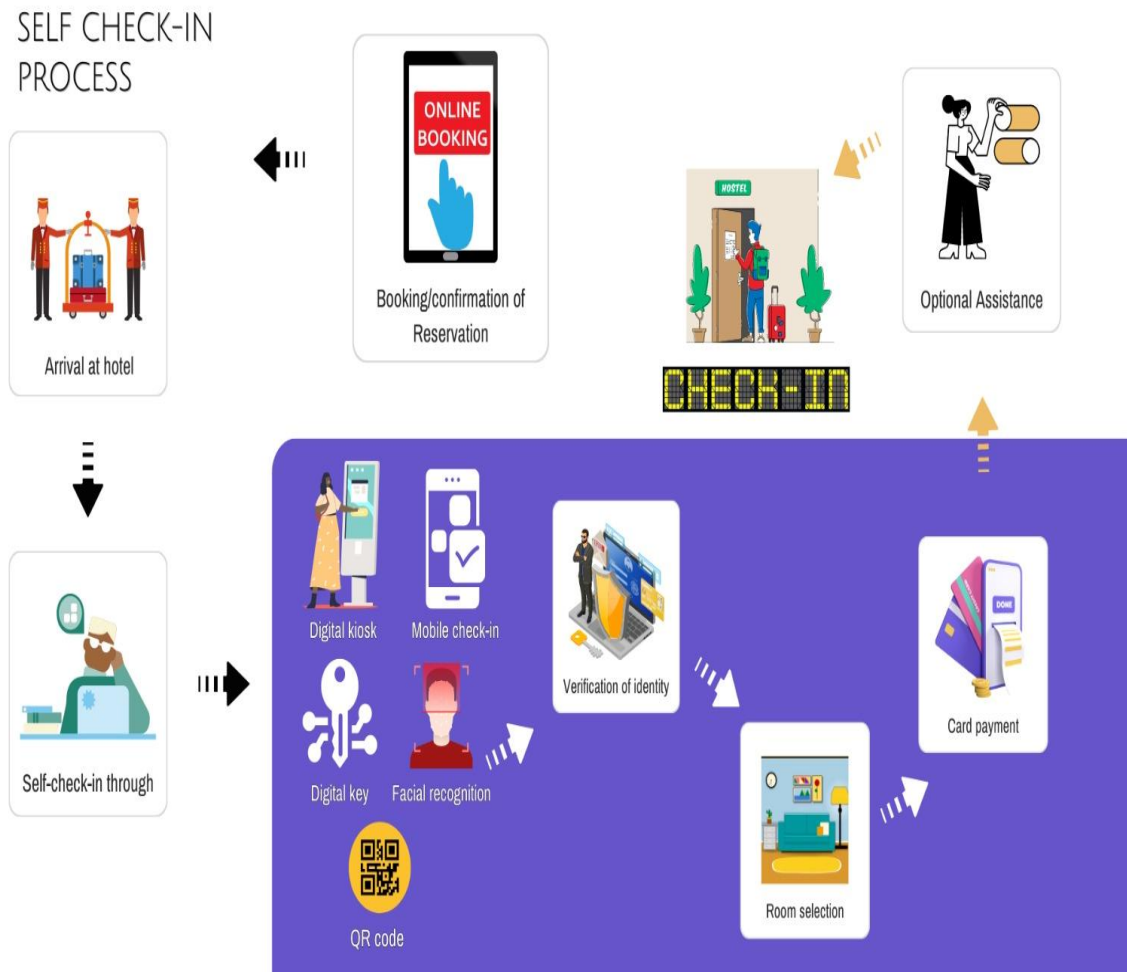 SELF CHECK-IN
PROCESS
ONLINE
BOOKING
Booking/confirmation of
Reservation
Arrival at hotel
HOSTEL
CHECK-IN
Optional Assistance
Self-check-in through
Digital kiosk
Mobile check-in
Digital key
Facial recognition
QR code
Verification of identity
Room selection
DONE
Card payment